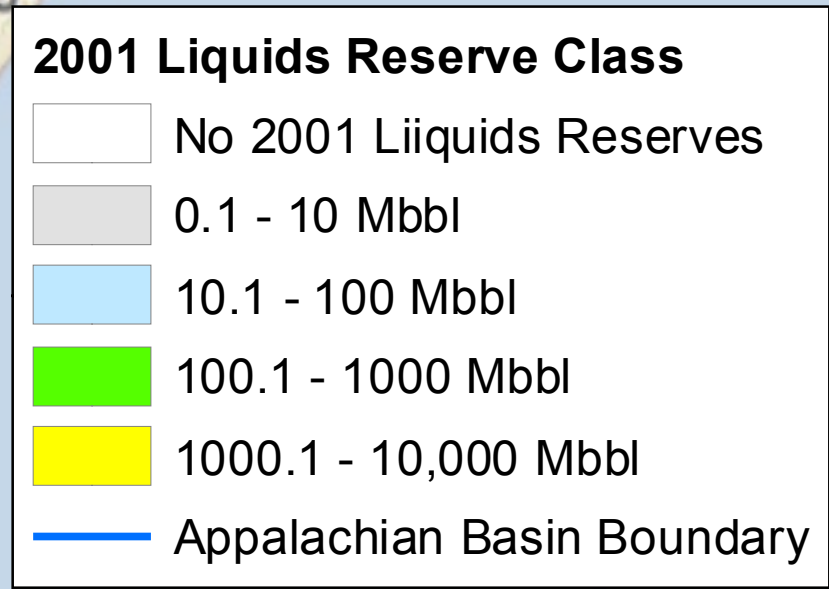 2001 Liquids Reserve Class
No 2001 Liiquids Reserves
0.1 - 10 Mbbl
10.1 - 100 Mbbl
100.1 - 1000 Mbbl
1000.1 - 10,000 Mbbl
Appalachian Basin Boundary